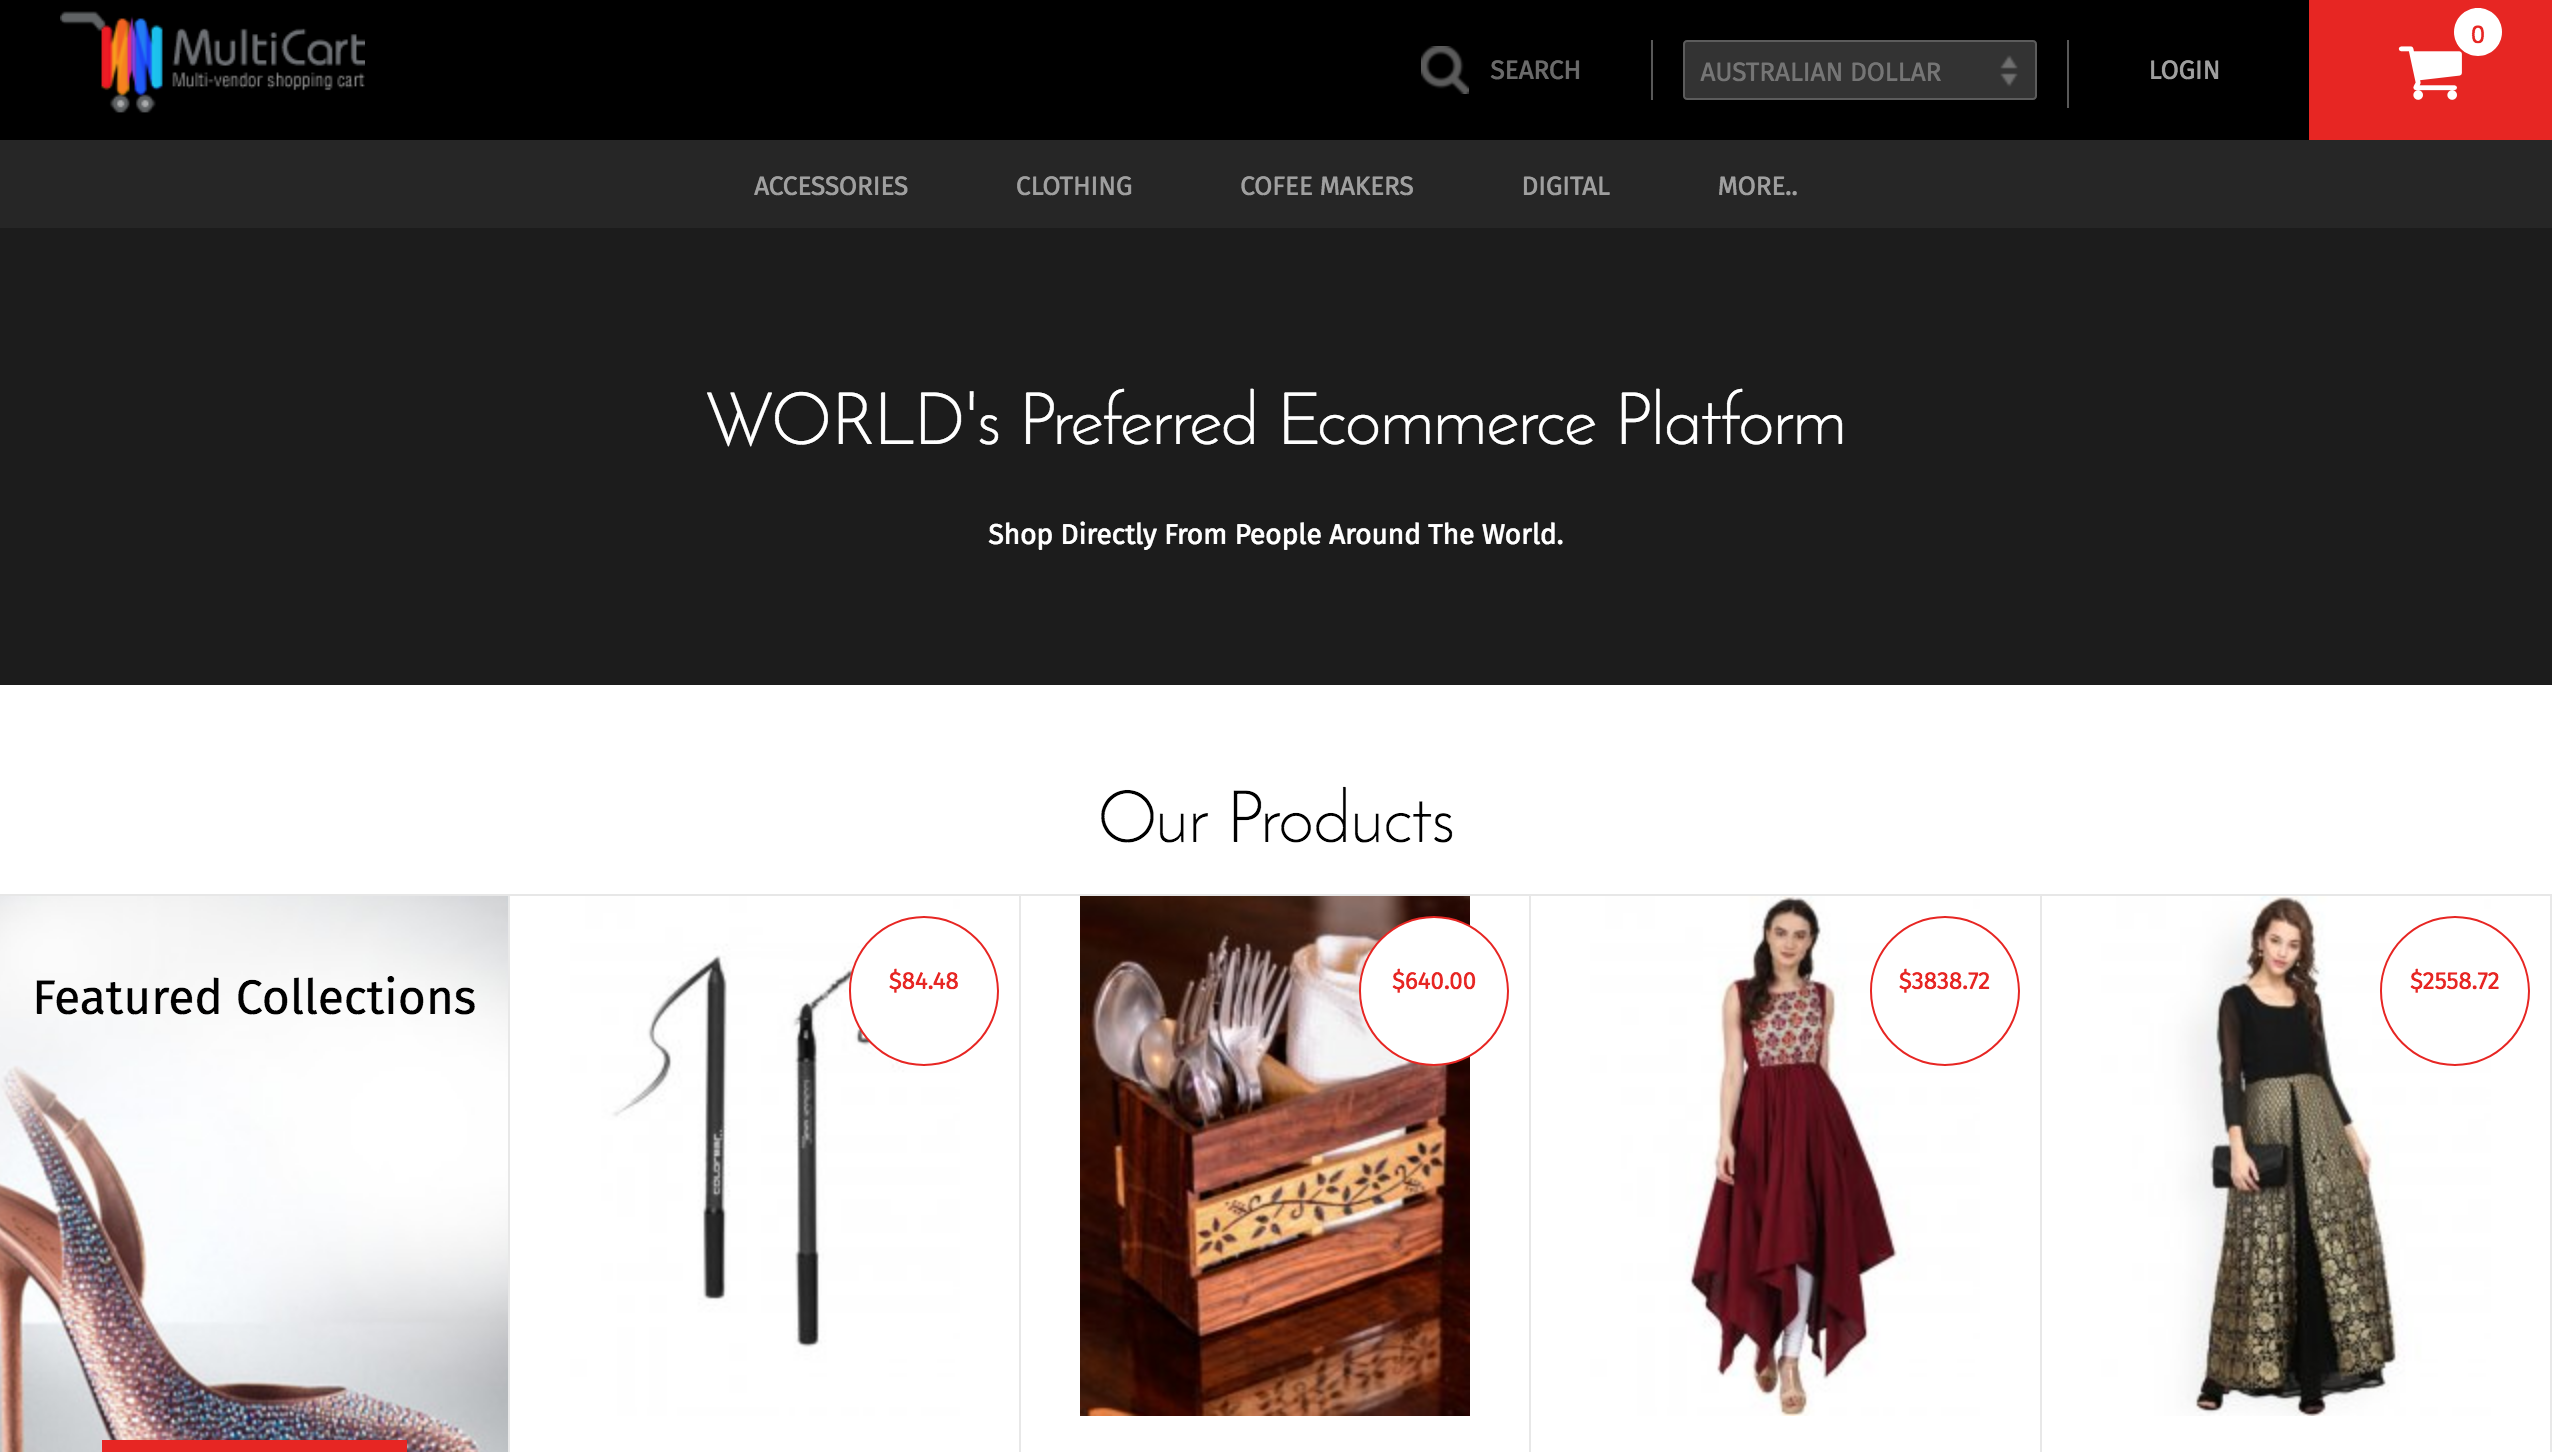 MultiCart
Multi-vendor shopping cart
SEARCH
AUSTRALIAN DOLLAR
LOGIN
0
ACCESSORIES
CLOTHING
COFEE MAKERS
DIGITAL
MORE..
WORLD's Preferred Ecommerce Platform
Shop Directly From People Around The World.
Our Products
Featured Collections
$84.48
$640.00
$3838.72
$2558.72
COLORBAR